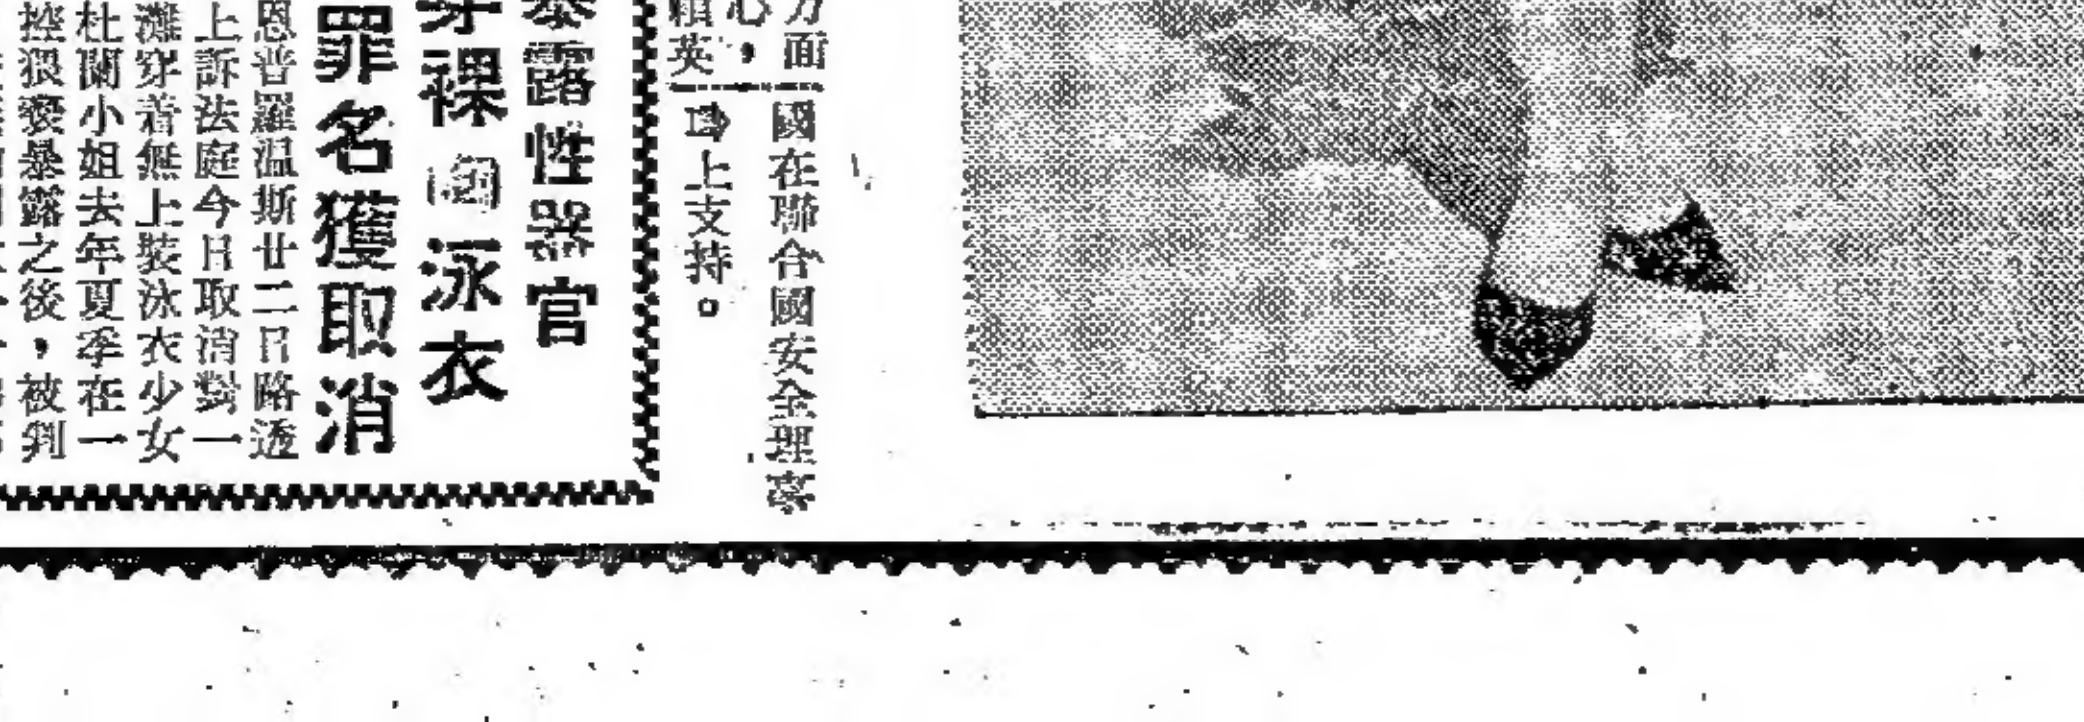 方面
心，
賴英
國在聯合國安全理事
上支持。
暴露性器官
穿裸胸泳衣
罪名獲取消
恩普羅温斯廿二日路透
上訴法庭今日取消對一
灘穿着無上裝泳衣少女
杜蘭小姐去年夏季在一
控猥褻暴露之後，被判